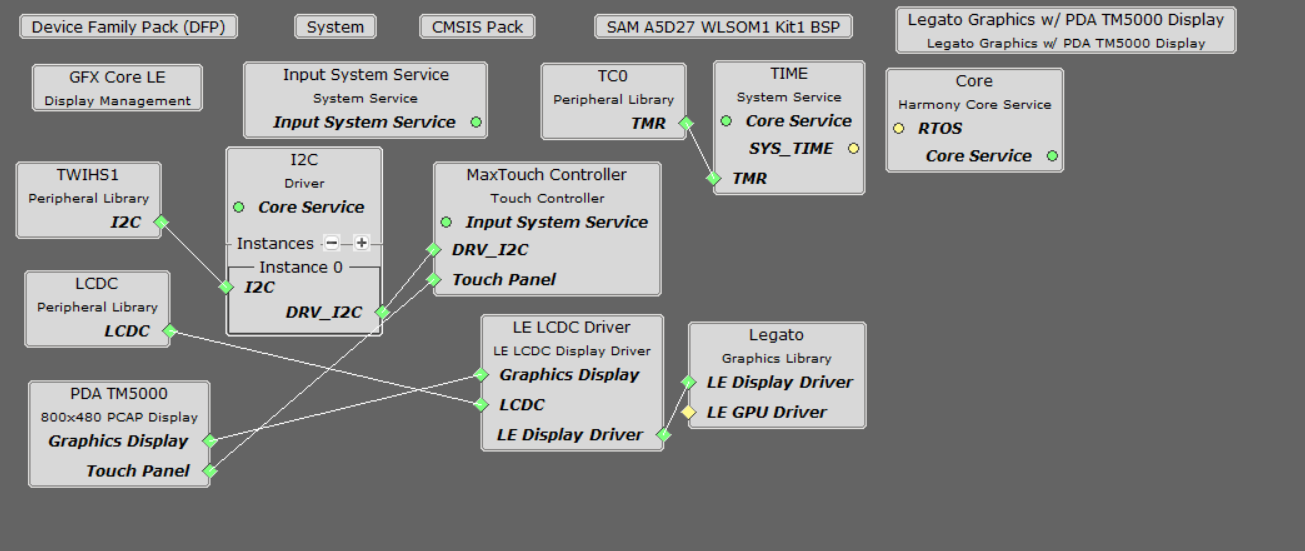 Device Family Pack (DFP)
System
CMSIS Pack
SAM A5D27 WLSOM1 Kit1 BSP
Legato Graphics w/ PDA TM5000 Display
Legato Graphics w/ PDA TM5000 Display
GFX Core LE
Display Management
Input System Service
System Service
Input System Service
TC0
Peripheral Library
TMR
TIME
System Service
Core Service
SYS_TIME
TMR
Core
Harmony Core Service
RTOS
Core Service
TWIHS1
Peripheral Library
I2C
I2C
Driver
Core Service
Instances
Instance 0
I2C
DRV_I2C
MaxTouch Controller
Touch Controller
Input System Service
DRV_I2C
Touch Panel
LCDC
Peripheral Library
LCDC
LE LCDC Driver
LE LCDC Display Driver
Graphics Display
LCDC
LE Display Driver
Legato
Graphics Library
LE Display Driver
LE GPU Driver
PDA TM5000
800x480 PCAP Display
Graphics Display
Touch Panel